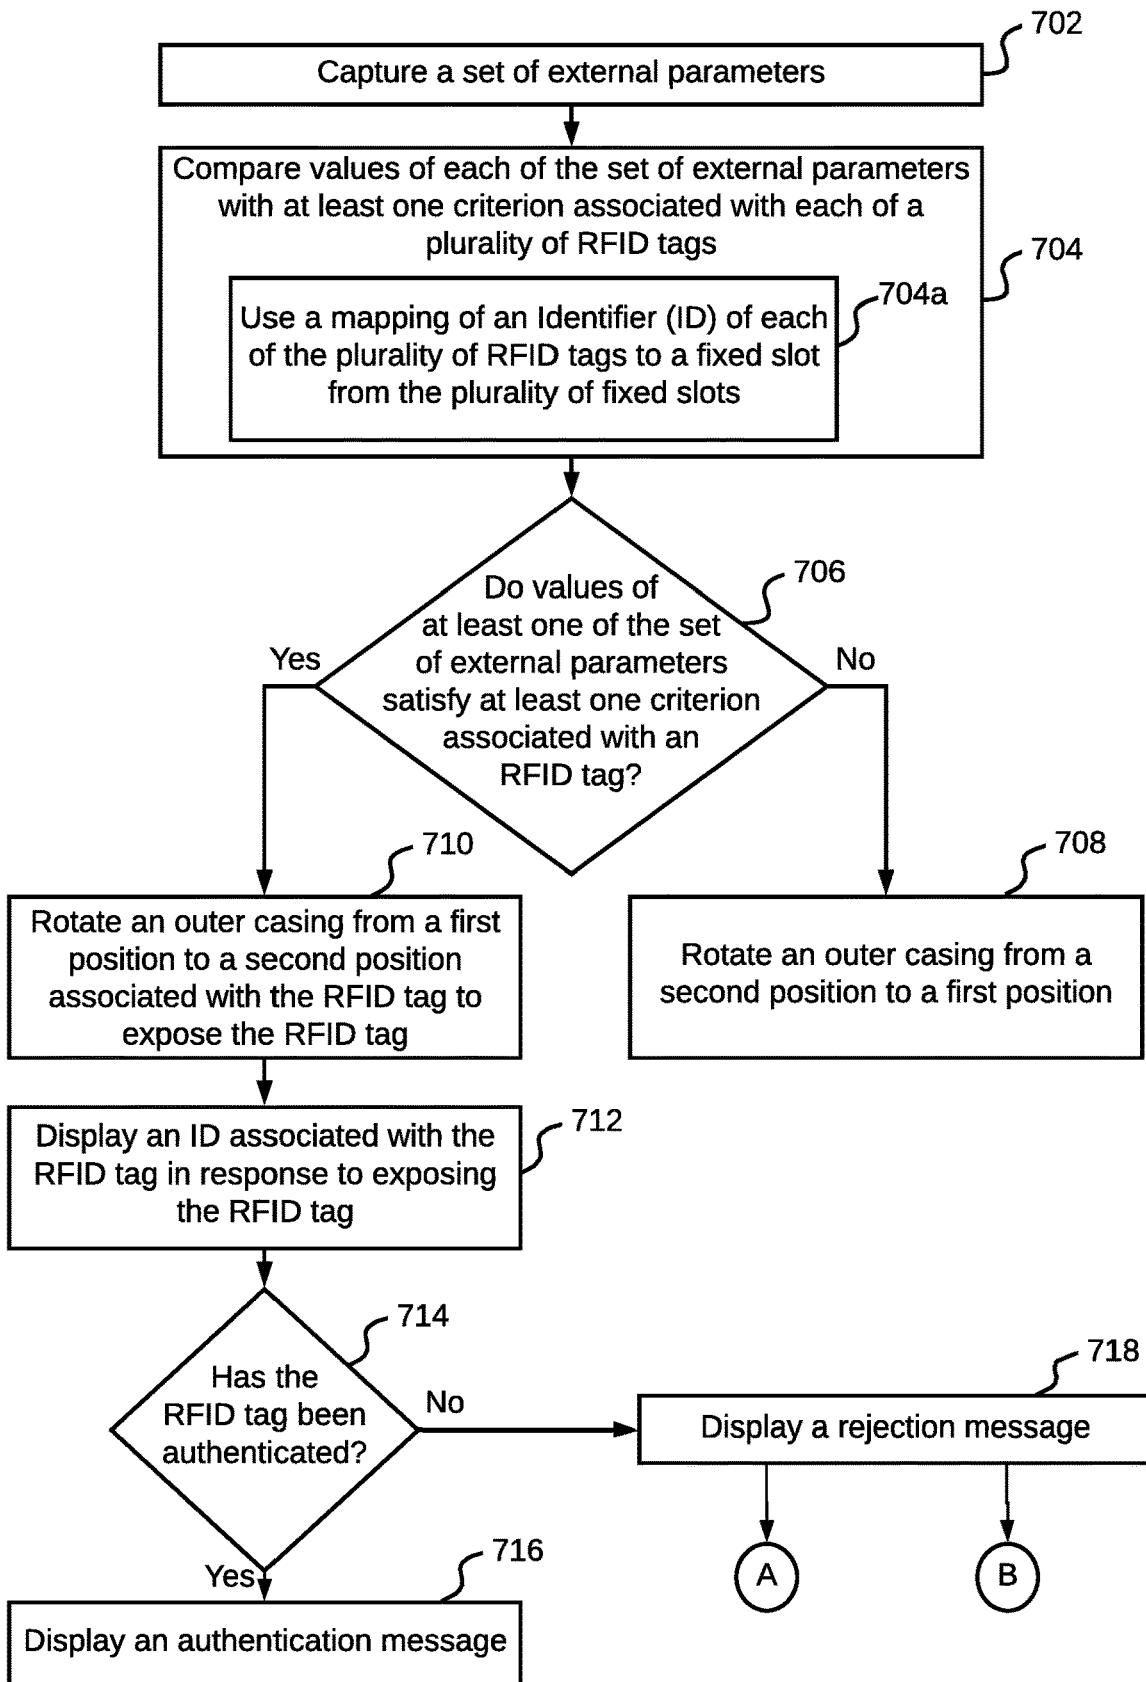 702
Capture a set of external parameters
Compare values of each of the set of external parameters
with at least one criterion associated with each of a
plurality of RFID tags
704
704a
Use a mapping of an Identifier (ID) of each
of the plurality of RFID tags to a fixed slot
from the plurality of fixed slots
706
Do values of
at least one of the set
of external parameters
satisfy at least one criterion
associated with an
RFID tag?
Yes
No
710
708
Rotate an outer casing from a first
position to a second position
associated with the RFID tag to
expose the RFID tag
Rotate an outer casing from a
second position to a first position
712
Display an ID associated with the
RFID tag in response to exposing
the RFID tag
714
Has the
RFID tag been
authenticated?
No
718
Display a rejection message
A
B
Yes
716
Display an authentication message